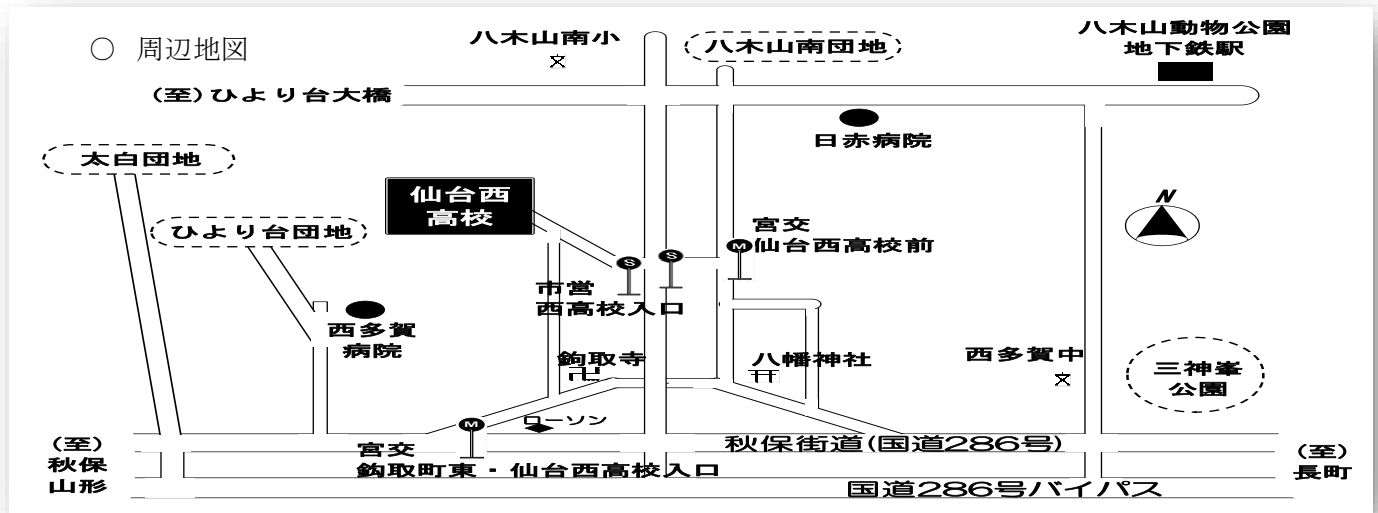 ○ 周辺地図
八木山南小
八木山南団地
八木山動物公園
地下鉄駅
(至)ひより台大橋
日赤病院
太白団地
仙台西
高校
N
ひより台団地
宮交
M
仙台西高校前
S
S
市営
西高校入口
西多賀
病院
鉤取寺
八幡神社
西多賀中
三神峯
公園
M
ローソン
(至)
秋保
山形
宮交
鉤取町東・仙台西高校入口
秋保街道(国道286号)
(至)
長町
国道286号バイパス